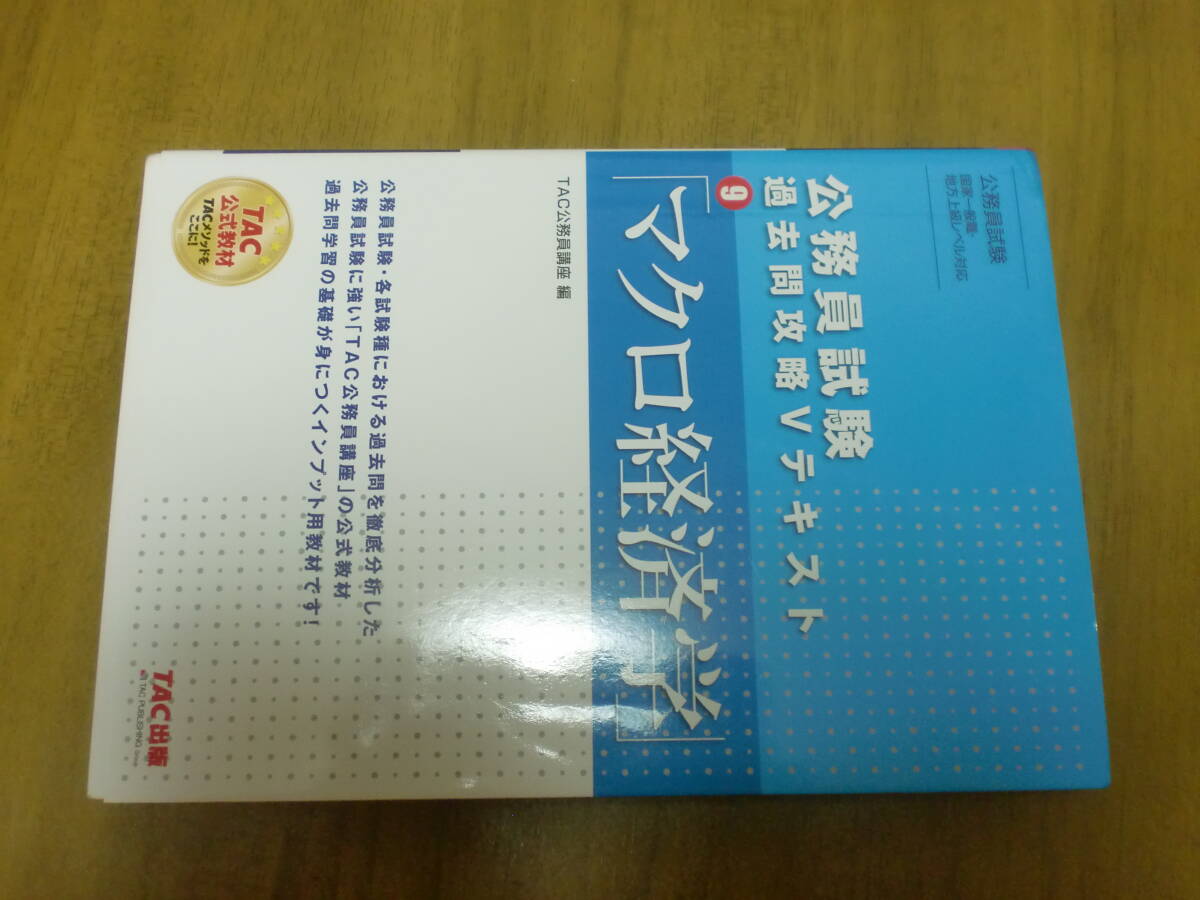 公務員試験
国家一般職・
地方上級レベル対応
公務員試験
過去問攻略Vテキスト
9
「マクロ経済学」
TAC公務員講座 編
公務員試験・各試験種における過去問を徹底分析した
公務員試験に強い「TAC公務員講座」の公式教材
過去問学習の基礎が身につくインプット用教材です!
TAC
公式教材
TACメソッドを
ここに!
TAC出版
TAC PUBLISHING Group